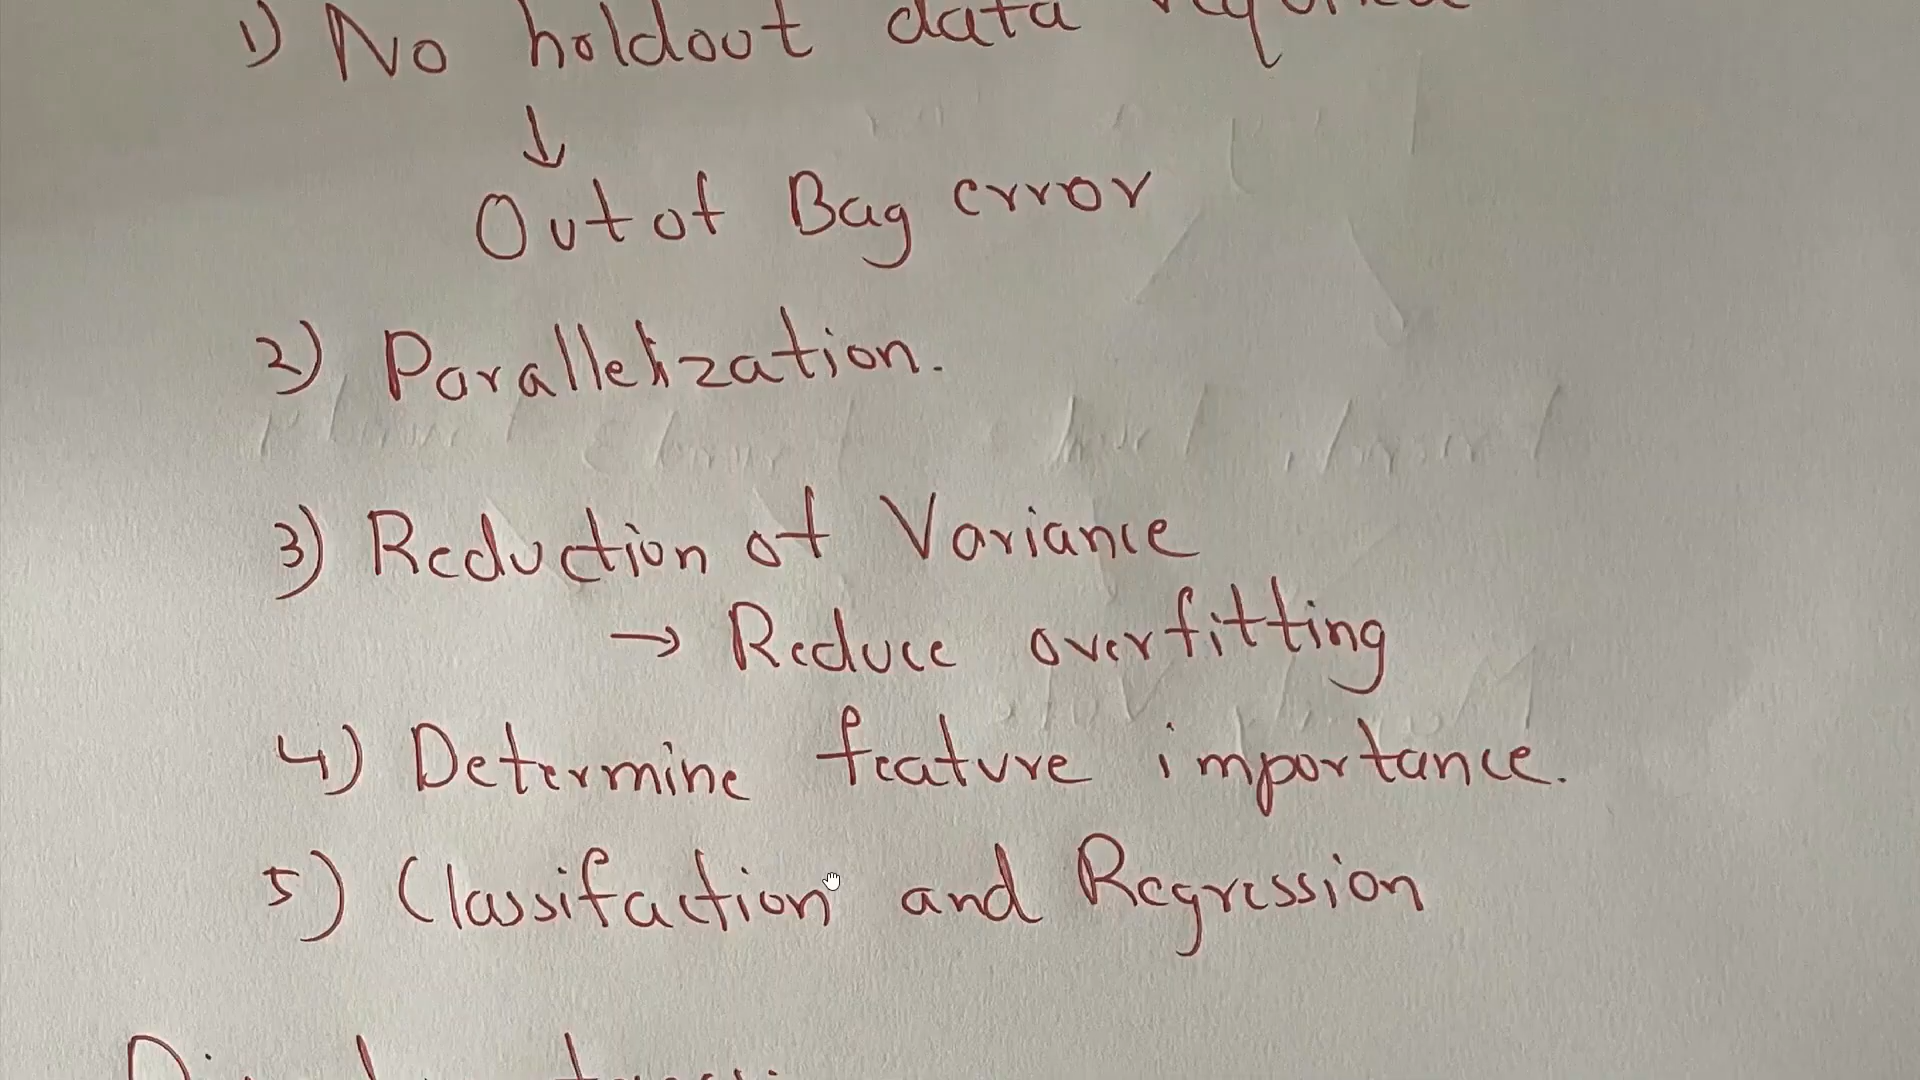 1) No holdout data required
↓
Out of Bag error
2) Parallelization.
3) Reduction of Variance
→ Reduce overfitting
4) Determine feature importance.
5) Classifaction and Regression